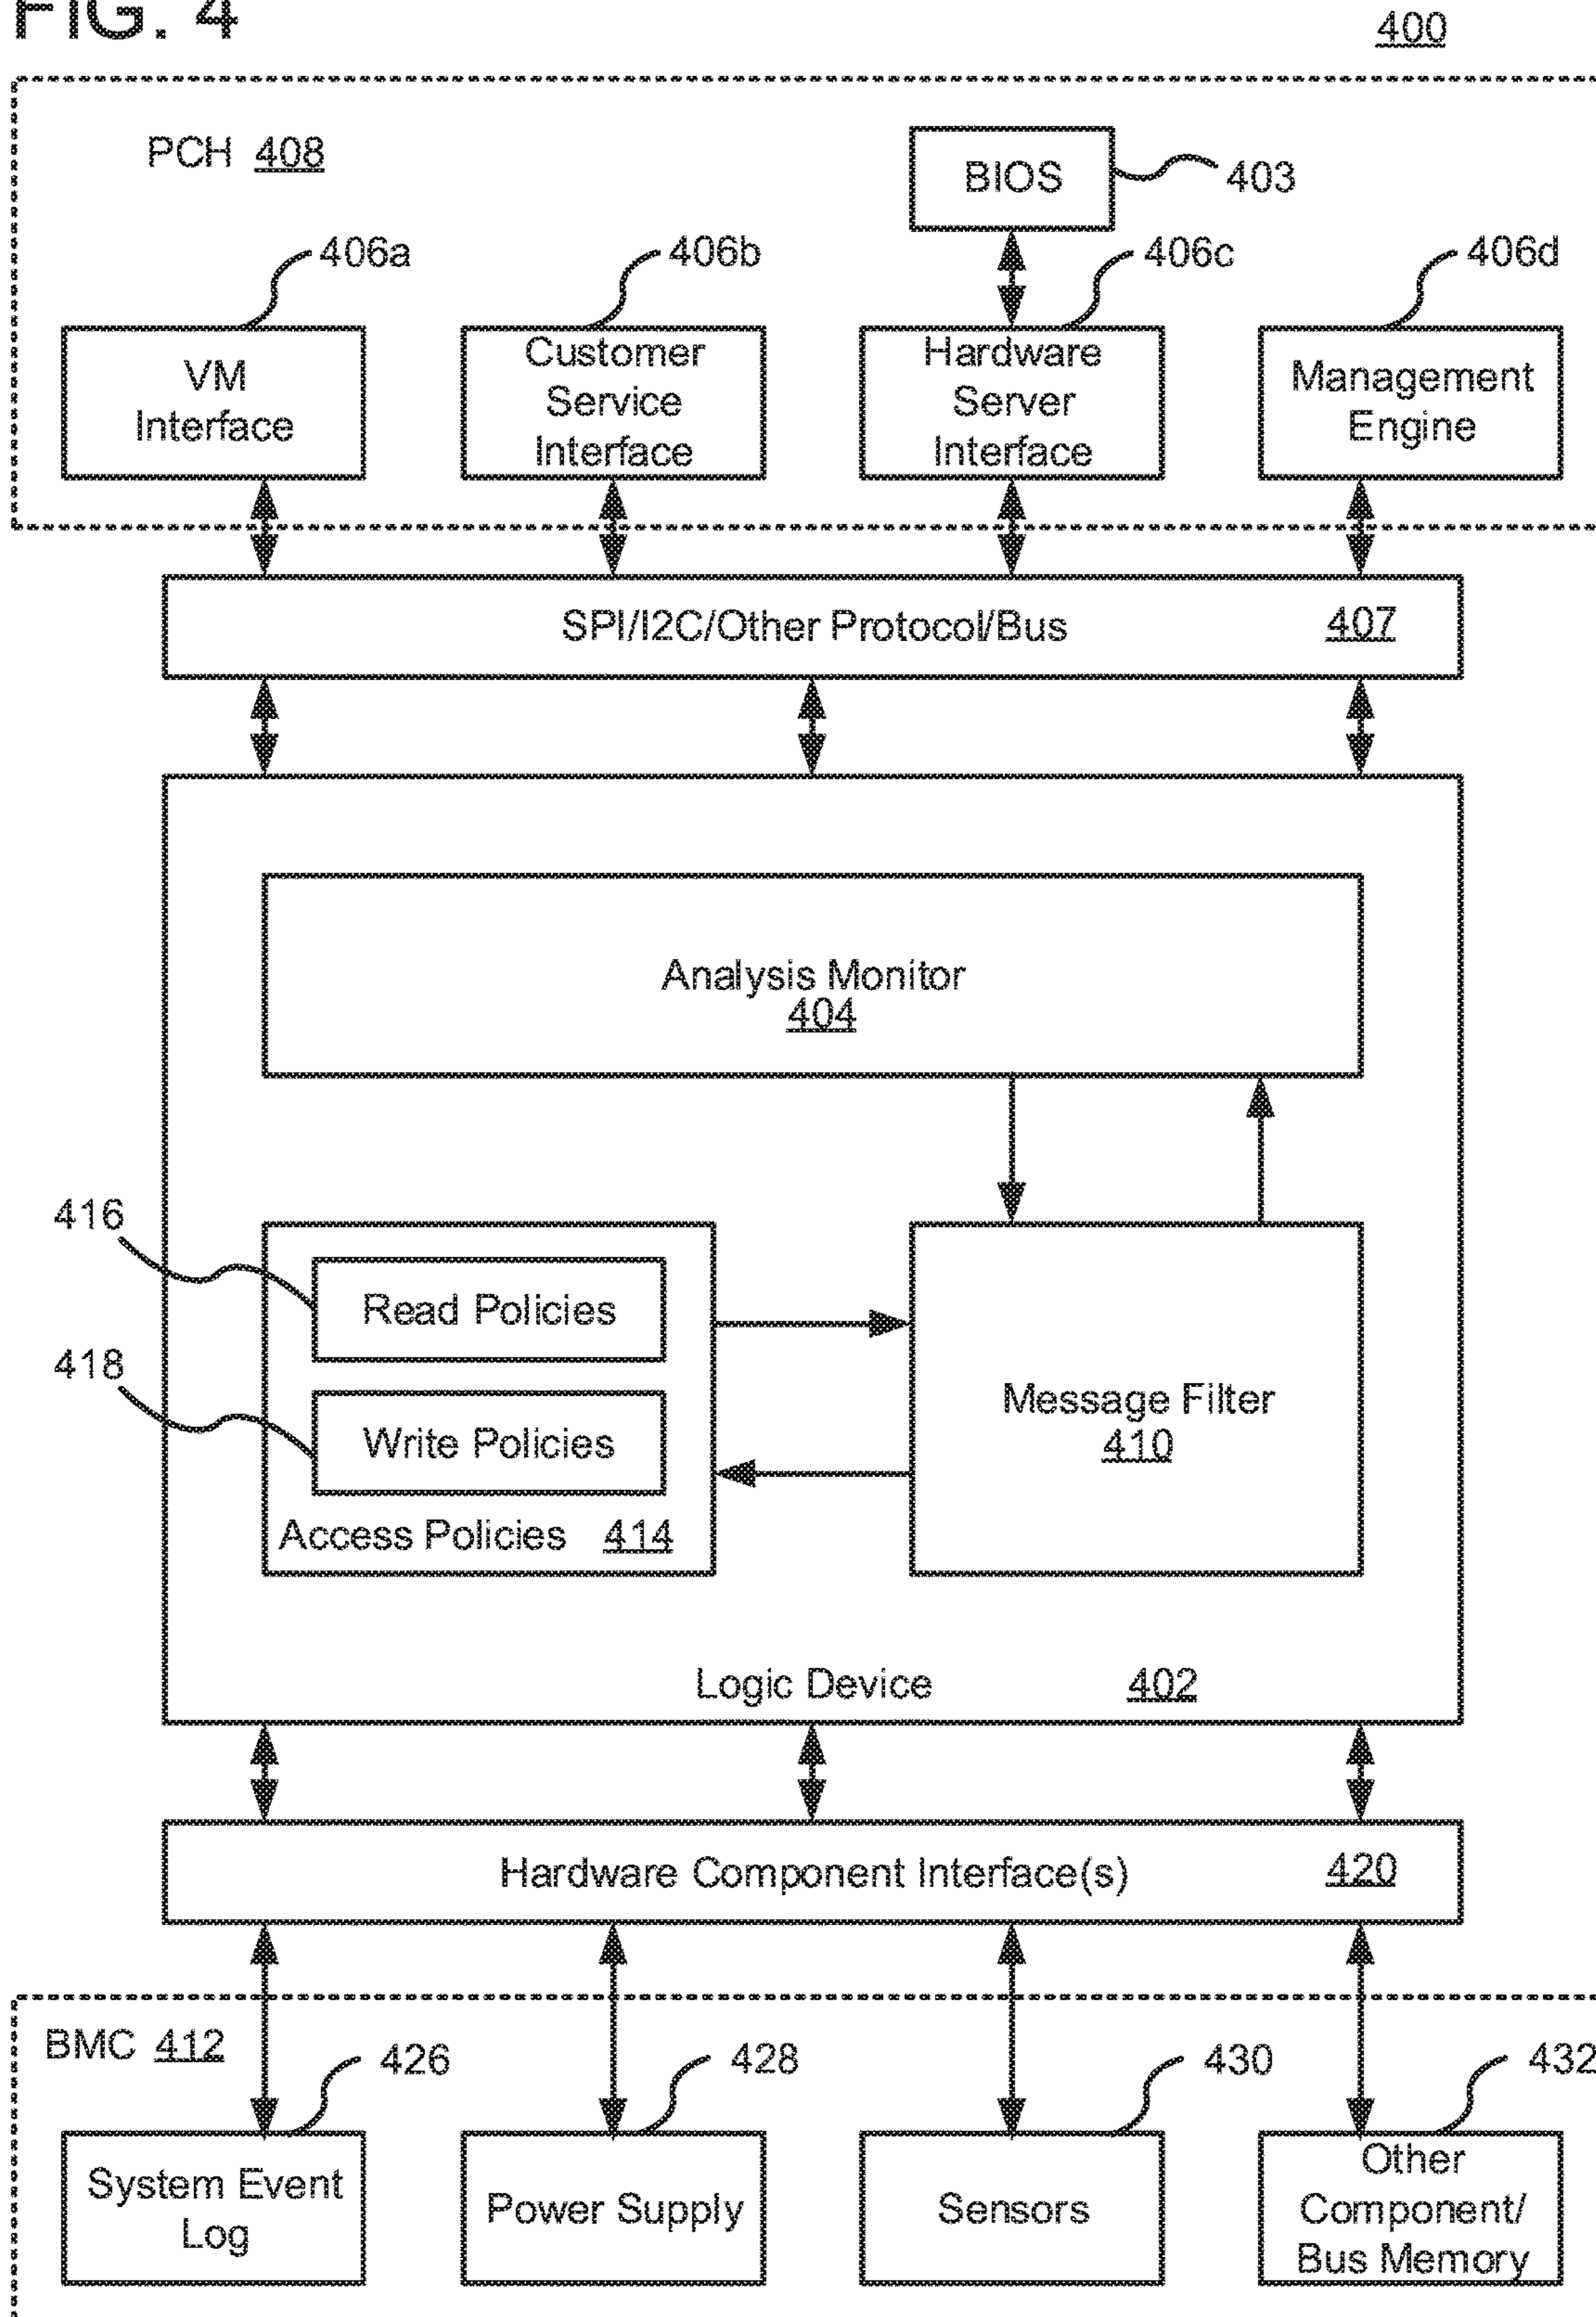 FIG. 4
400
PCH 408
BIOS
403
406a
406b
406c
406d
VM
Interface
Customer
Service
Interface
Hardware
Server
Interface
Management
Engine
SPI/I2C/Other Protocol/Bus 407
Analysis Monitor
404
416
Read Policies
418
Write Policies
Access Policies 414
Message Filter
410
Logic Device 402
Hardware Component Interface(s) 420
BMC 412
426
428
430
432
System Event
Log
Power Supply
Sensors
Other
Component/
Bus Memory